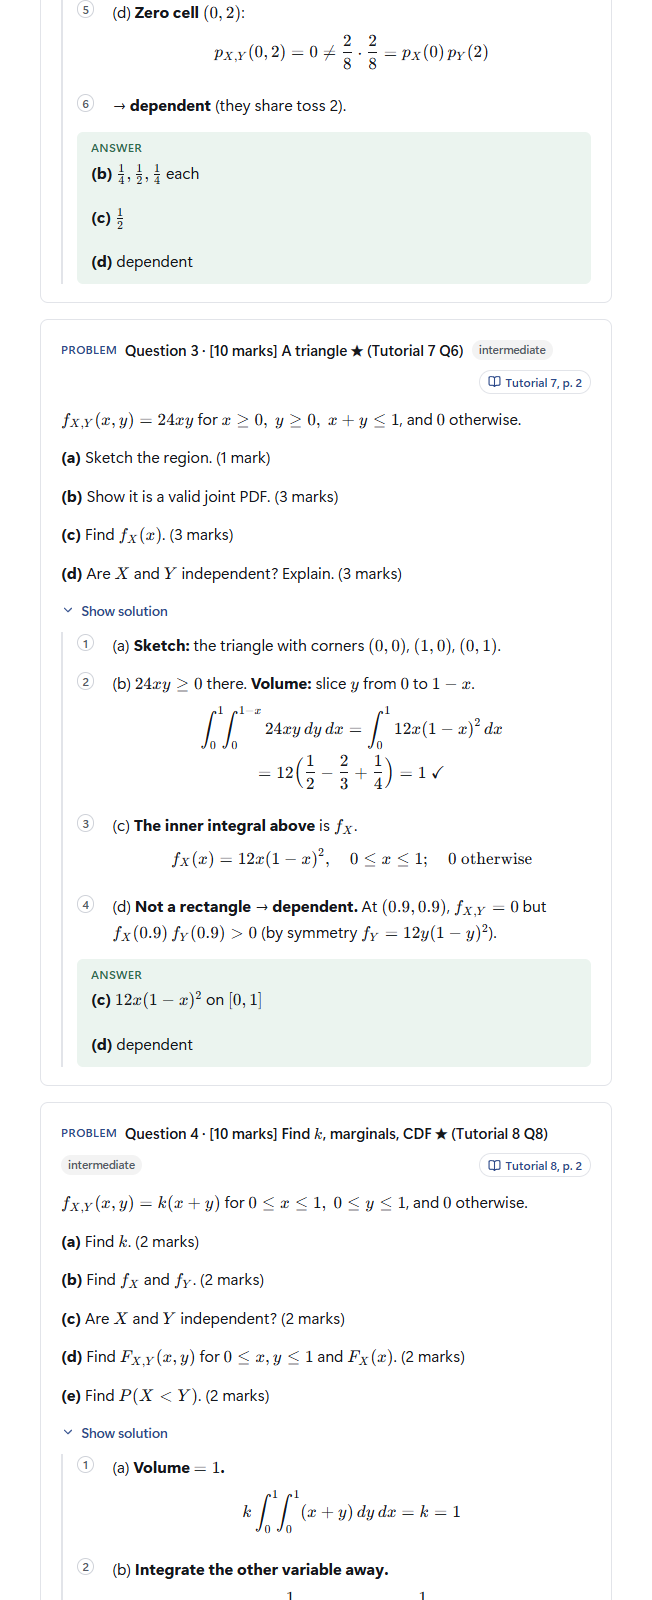 5 (d) Zero cell (0, 2):
p_{X,Y}(0, 2) = 0 ≠ 2/8 · 2/8 = p_X(0) p_Y(2)
6 → dependent (they share toss 2).
ANSWER
(b) 1/4, 1/2, 1/4 each
(c) 1/2
(d) dependent
PROBLEM Question 3 · [10 marks] A triangle ★ (Tutorial 7 Q6) intermediate
Tutorial 7, p. 2
f_{X,Y}(x, y) = 24xy for x ≥ 0, y ≥ 0, x + y ≤ 1, and 0 otherwise.
(a) Sketch the region. (1 mark)
(b) Show it is a valid joint PDF. (3 marks)
(c) Find f_X(x). (3 marks)
(d) Are X and Y independent? Explain. (3 marks)
Show solution
1 (a) Sketch: the triangle with corners (0, 0), (1, 0), (0, 1).
2 (b) 24xy ≥ 0 there. Volume: slice y from 0 to 1 − x.
∫_0^1 ∫_0^{1−x} 24xy dy dx = ∫_0^1 12x(1 − x)² dx
= 12(1/2 − 2/3 + 1/4) = 1 ✓
3 (c) The inner integral above is f_X.
f_X(x) = 12x(1 − x)², 0 ≤ x ≤ 1; 0 otherwise
4 (d) Not a rectangle → dependent. At (0.9, 0.9), f_{X,Y} = 0 but
f_X(0.9) f_Y(0.9) > 0 (by symmetry f_Y = 12y(1 − y)²).
ANSWER
(c) 12x(1 − x)² on [0, 1]
(d) dependent
PROBLEM Question 4 · [10 marks] Find k, marginals, CDF ★ (Tutorial 8 Q8)
intermediate Tutorial 8, p. 2
f_{X,Y}(x, y) = k(x + y) for 0 ≤ x ≤ 1, 0 ≤ y ≤ 1, and 0 otherwise.
(a) Find k. (2 marks)
(b) Find f_X and f_Y. (2 marks)
(c) Are X and Y independent? (2 marks)
(d) Find F_{X,Y}(x, y) for 0 ≤ x, y ≤ 1 and F_X(x). (2 marks)
(e) Find P(X < Y). (2 marks)
Show solution
1 (a) Volume = 1.
k ∫_0^1 ∫_0^1 (x + y) dy dx = k = 1
2 (b) Integrate the other variable away.